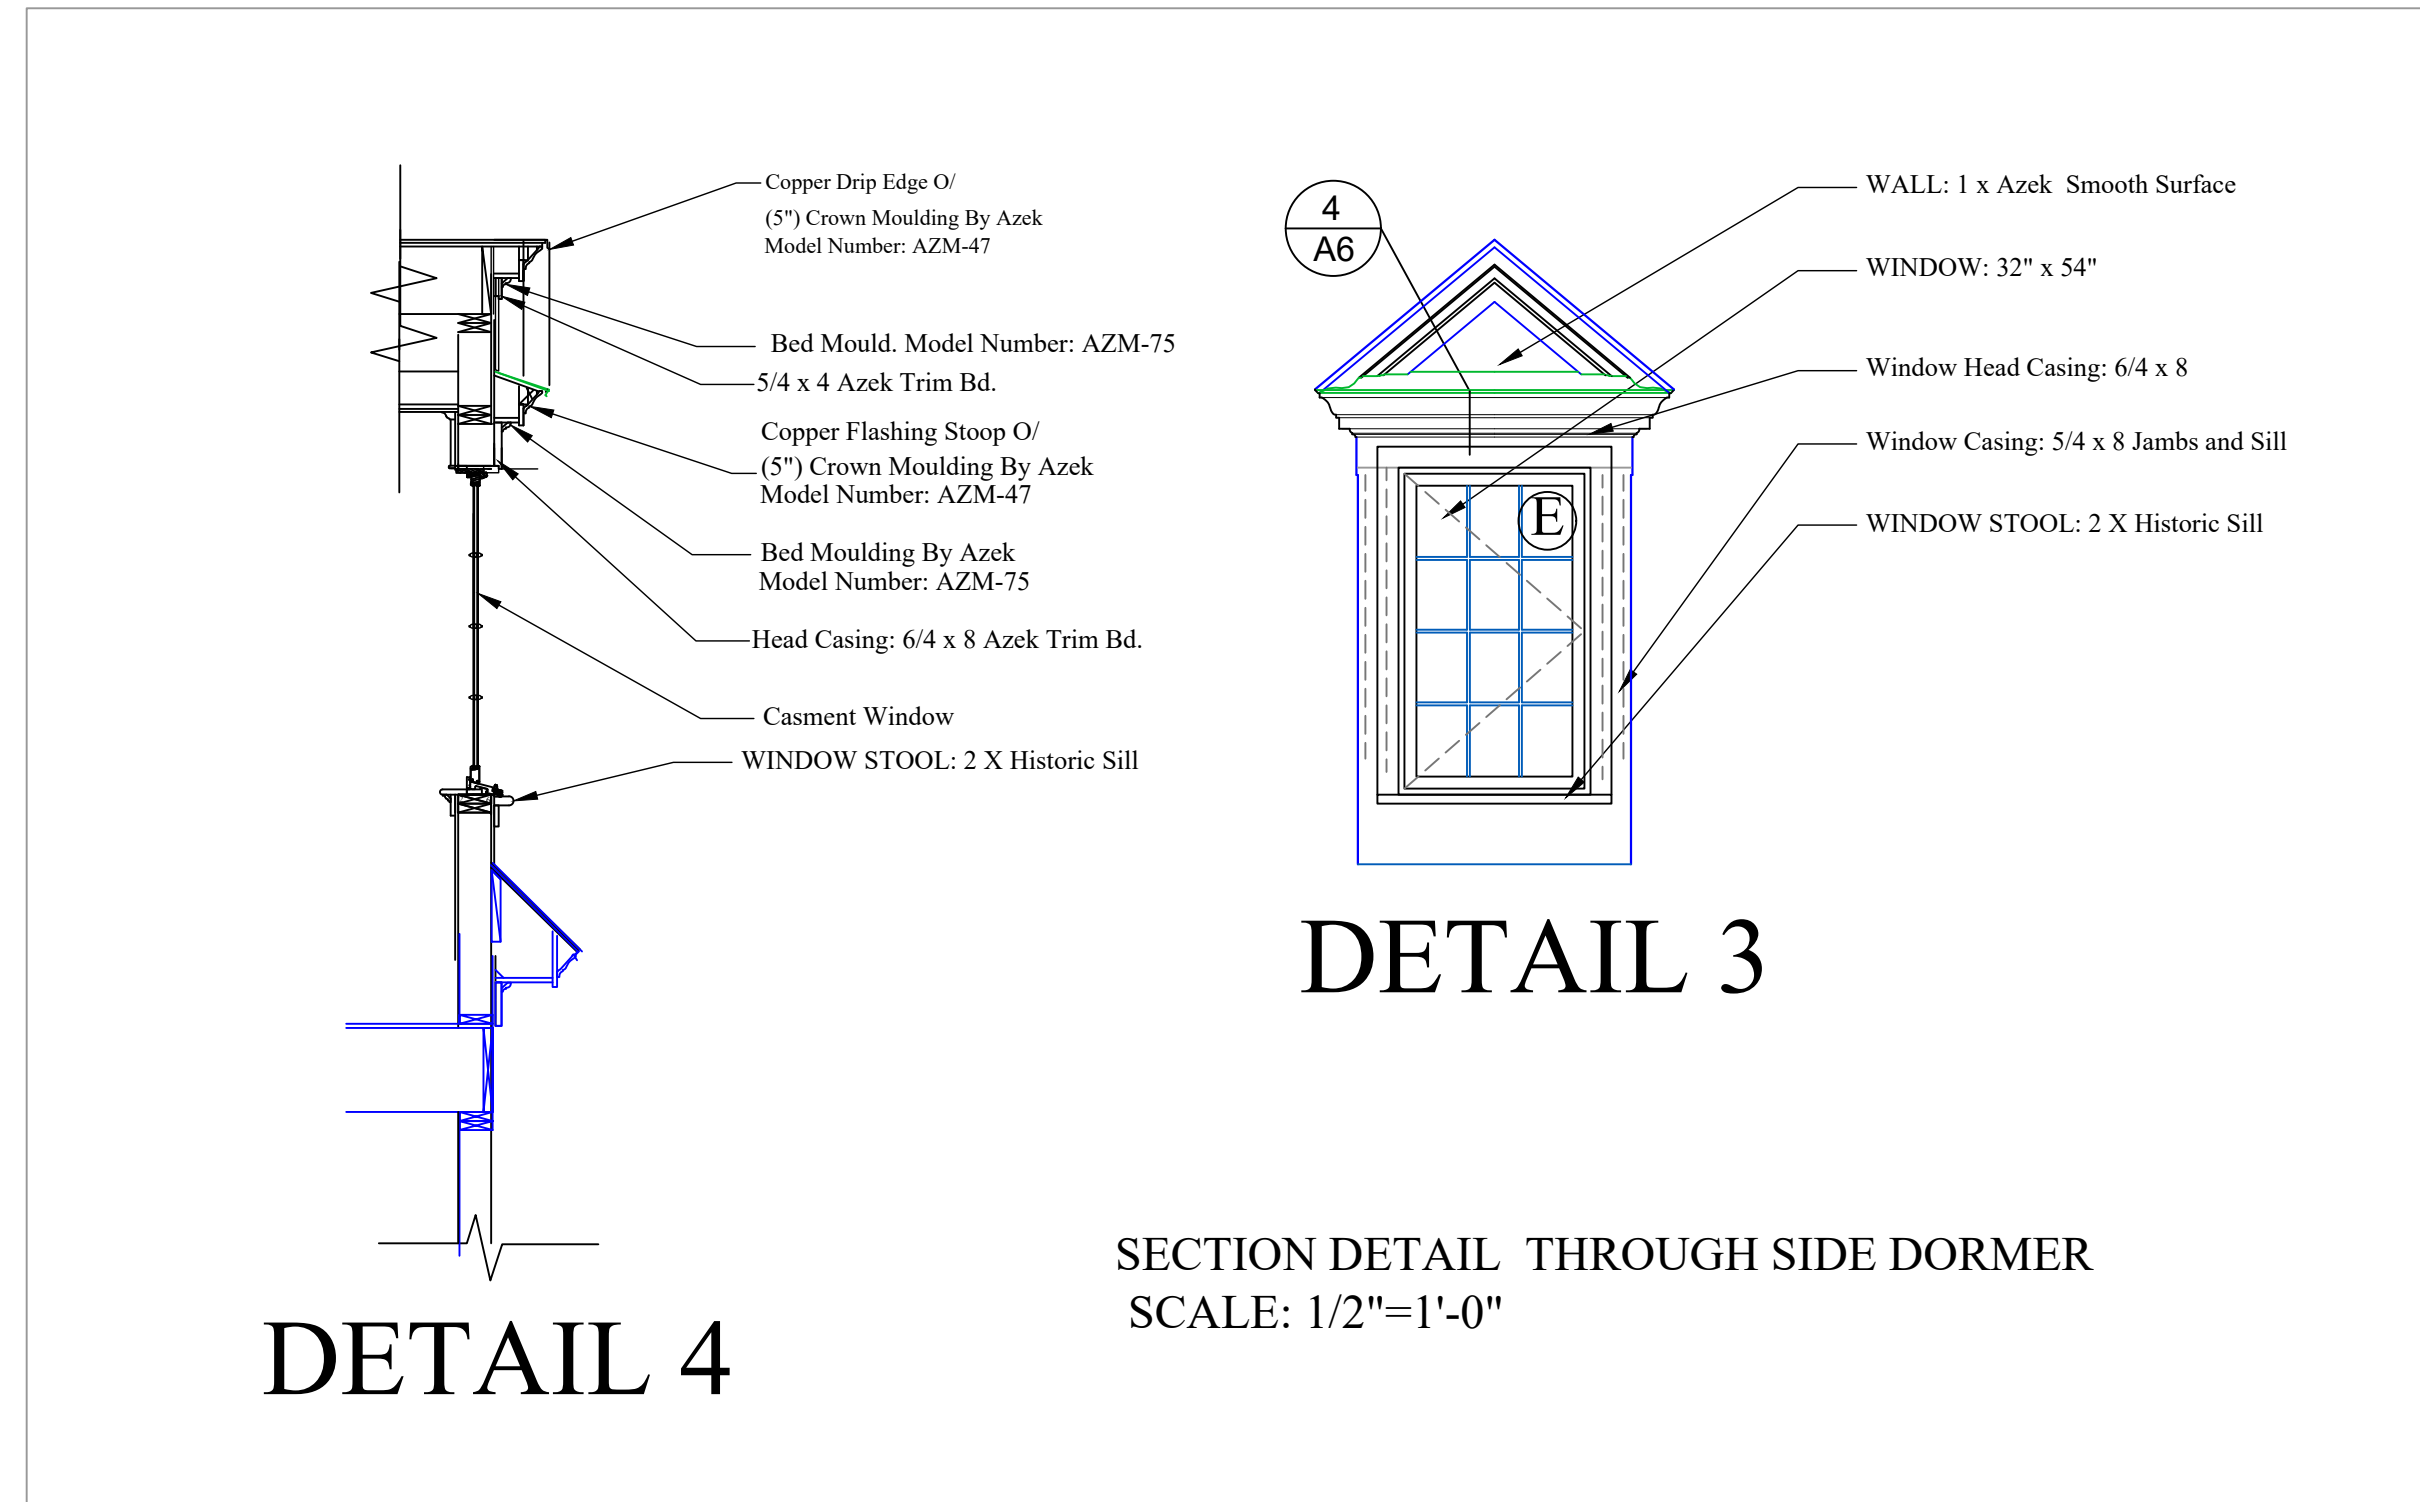 Copper Drip Edge O/
(5") Crown Moulding By Azek
Model Number: AZM-47
Bed Mould. Model Number: AZM-75
5/4 x 4 Azek Trim Bd.
Copper Flashing Stoop O/
(5") Crown Moulding By Azek
Model Number: AZM-47
Bed Moulding By Azek
Model Number: AZM-75
Head Casing: 6/4 x 8 Azek Trim Bd.
Casment Window
WINDOW STOOL: 2 X Historic Sill
DETAIL 4
4
A6
WALL: 1 x Azek  Smooth Surface
WINDOW: 32" x 54"
Window Head Casing: 6/4 x 8
Window Casing: 5/4 x 8 Jambs and Sill
WINDOW STOOL: 2 X Historic Sill
E
DETAIL 3
SECTION DETAIL  THROUGH SIDE DORMER
SCALE: 1/2"=1'-0"